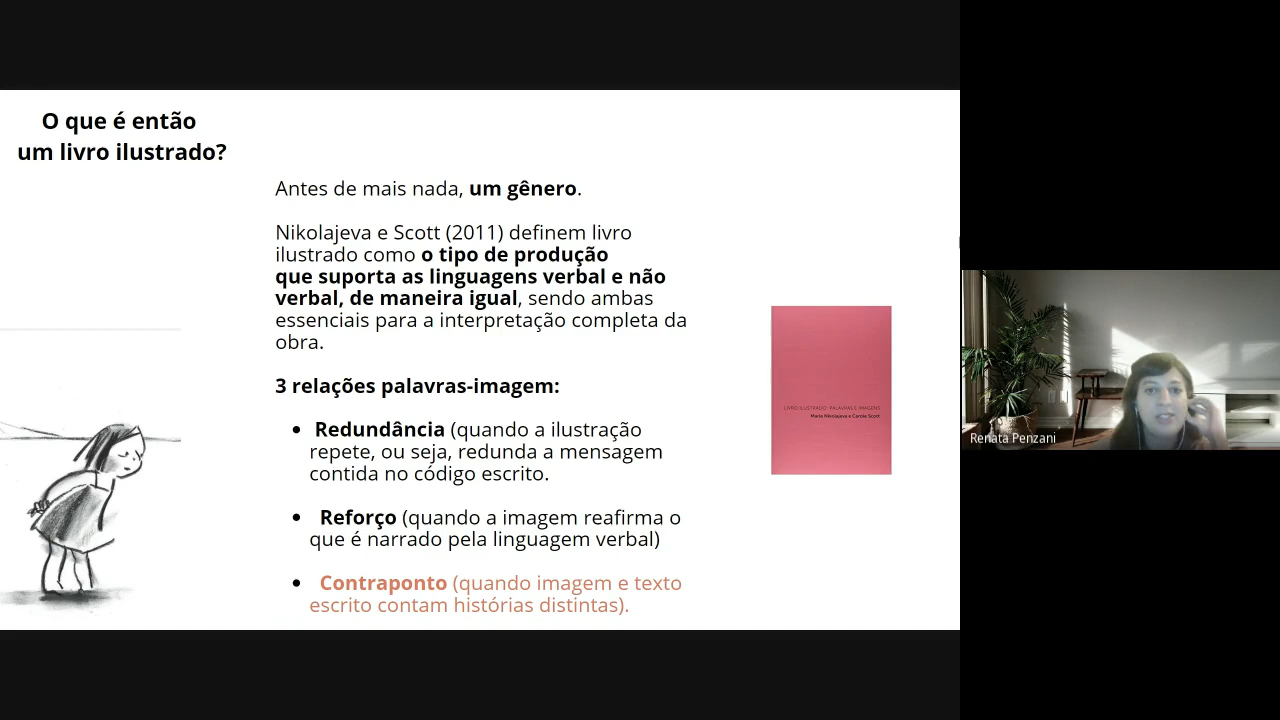 O que é então
um livro ilustrado?
Antes de mais nada, um gênero.
Nikolajeva e Scott (2011) definem livro
ilustrado como o tipo de produção
que suporta as linguagens verbal e não
verbal, de maneira igual, sendo ambas
essenciais para a interpretação completa da
obra.
3 relações palavras-imagem:
• Redundância (quando a ilustração
repete, ou seja, redunda a mensagem
contida no código escrito.
• Reforço (quando a imagem reafirma o
que é narrado pela linguagem verbal)
• Contraponto (quando imagem e texto
escrito contam histórias distintas).
LIVRO ILUSTRADO: PALAVRAS E IMAGENS
Maria Nikolajeva e Carole Scott
Renata Penzani